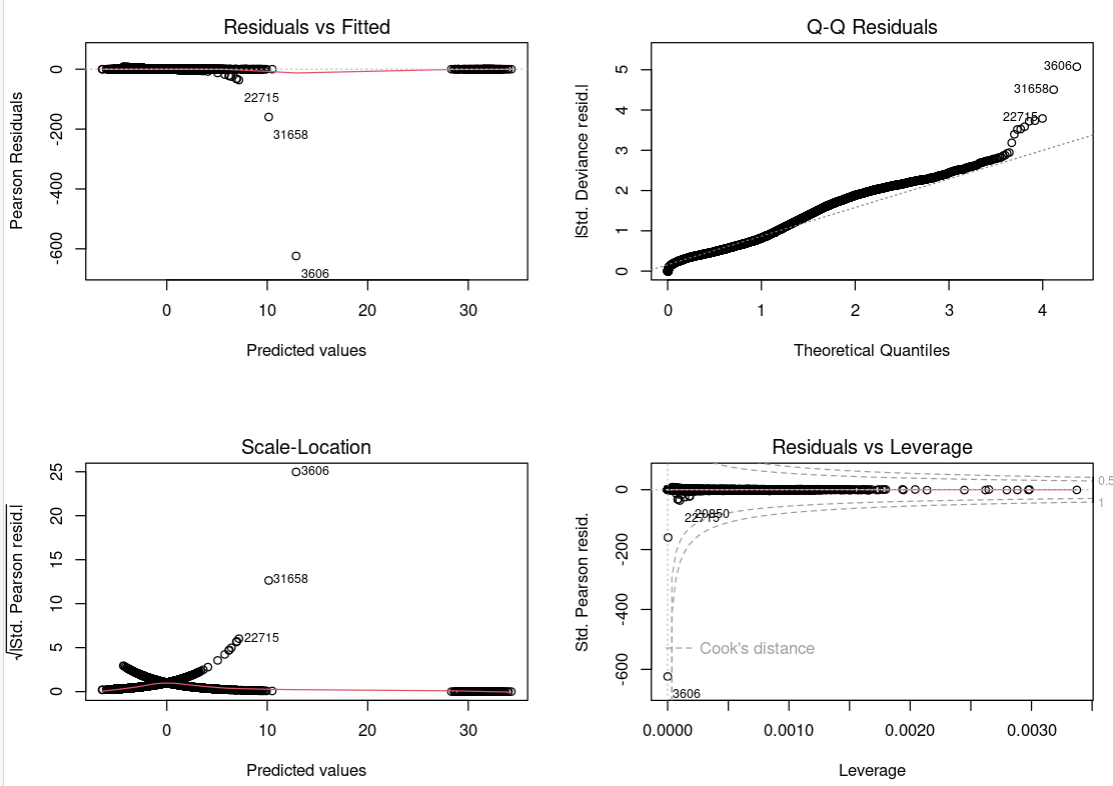 Residuals vs Fitted
Pearson Residuals
0
-200
-400
-600
22715
31658
3606
0 10 20 30
Predicted values
Q-Q Residuals
|Std. Deviance resid.|
5
4
3
2
1
0
3606
31658
22715
0 1 2 3 4
Theoretical Quantiles
Scale-Location
√|Std. Pearson resid.|
25
20
15
10
5
0
3606
31658
22715
0 10 20 30
Predicted values
Residuals vs Leverage
Std. Pearson resid.
0
-200
-400
-600
0.5
1
20850
22715
Cook's distance
3606
0.0000 0.0010 0.0020 0.0030
Leverage